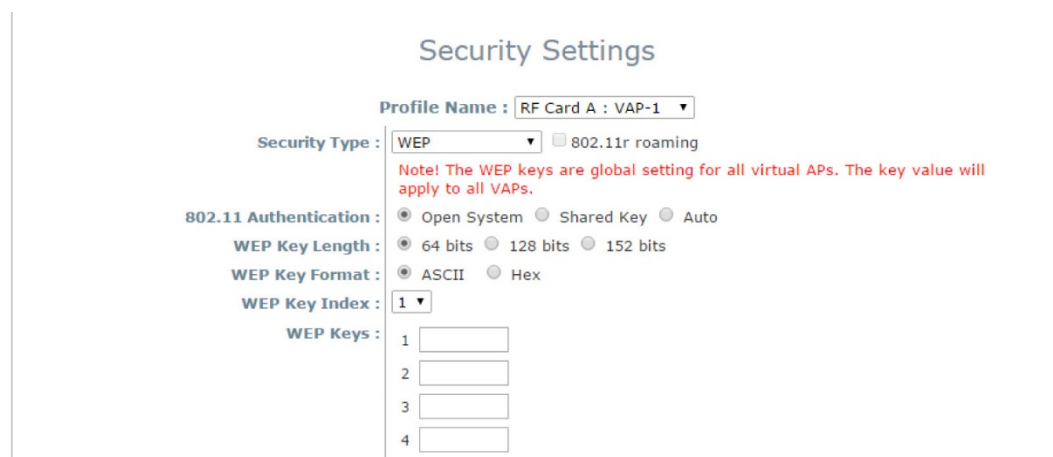 Security Settings
Profile Name : RF Card A : VAP-1
Security Type : WEP 802.11r roaming
Note! The WEP keys are global setting for all virtual APs. The key value will
apply to all VAPs.
802.11 Authentication : Open System Shared Key Auto
WEP Key Length : 64 bits 128 bits 152 bits
WEP Key Format : ASCII Hex
WEP Key Index : 1
WEP Keys : 1
2
3
4